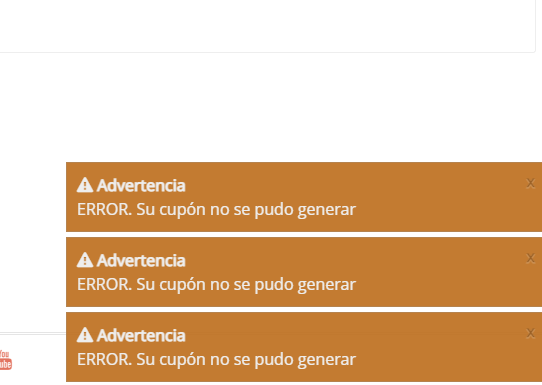 Advertencia x
ERROR. Su cupón no se pudo generar
Advertencia x
ERROR. Su cupón no se pudo generar
Advertencia x
ERROR. Su cupón no se pudo generar
You